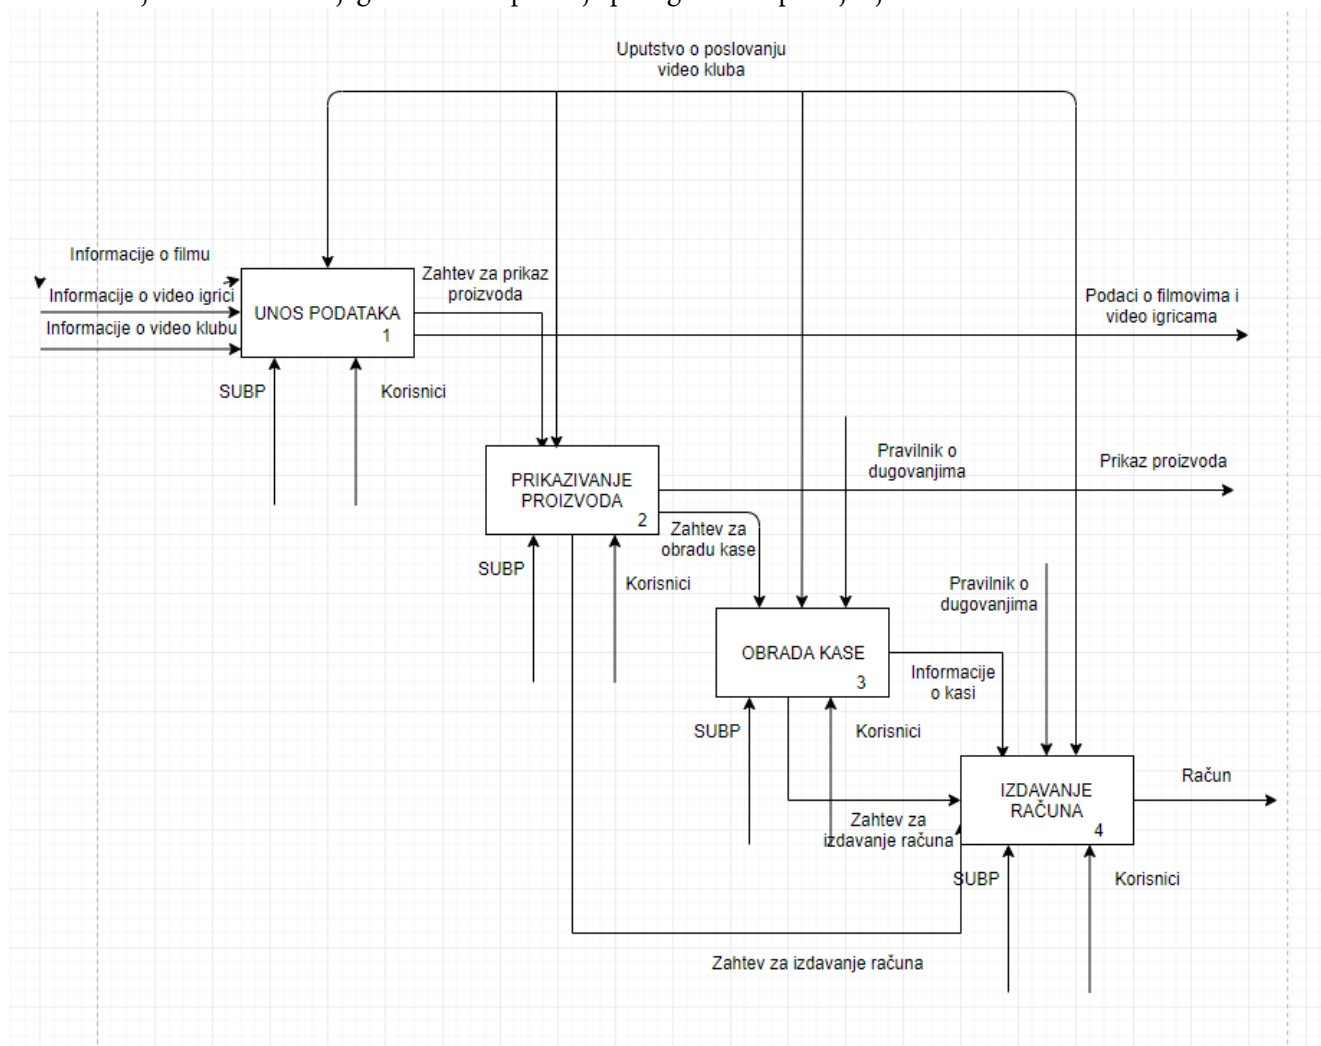 Uputstvo o poslovanju
video kluba
Informacije o filmu
Informacije o video igrici
Informacije o video klubu
UNOS PODATAKA
1
Zahtev za prikaz
proizvoda
Podaci o filmovima i
video igricama
SUBP
Korisnici
PRIKAZIVANJE
PROIZVODA
2
Pravilnik o
dugovanjima
Prikaz proizvoda
Zahtev za
obradu kase
SUBP
Korisnici
Pravilnik o
dugovanjima
OBRADA KASE
3
Informacije
o kasi
SUBP
Korisnici
IZDAVANJE
RAČUNA
4
Račun
Zahtev za
izdavanje računa
SUBP
Korisnici
Zahtev za izdavanje računa